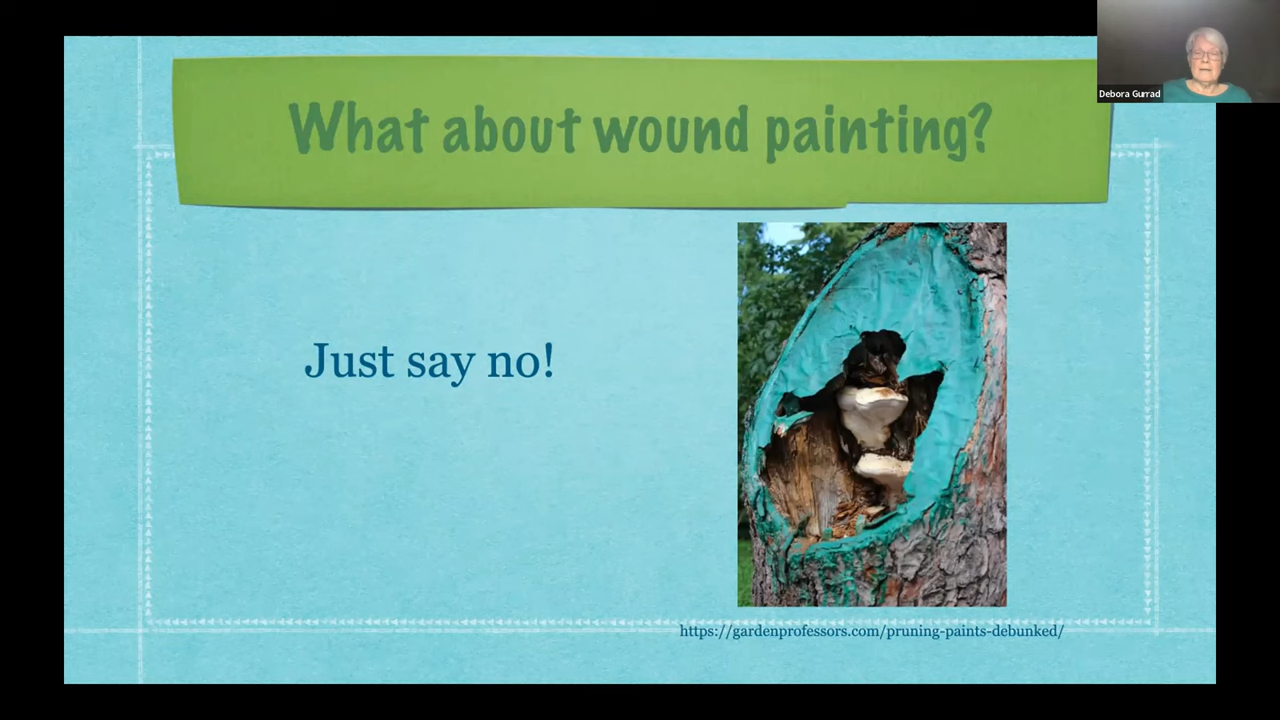 What about wound painting?
Debora Gurrad
Just say no!
https://gardenprofessors.com/pruning-paints-debunked/